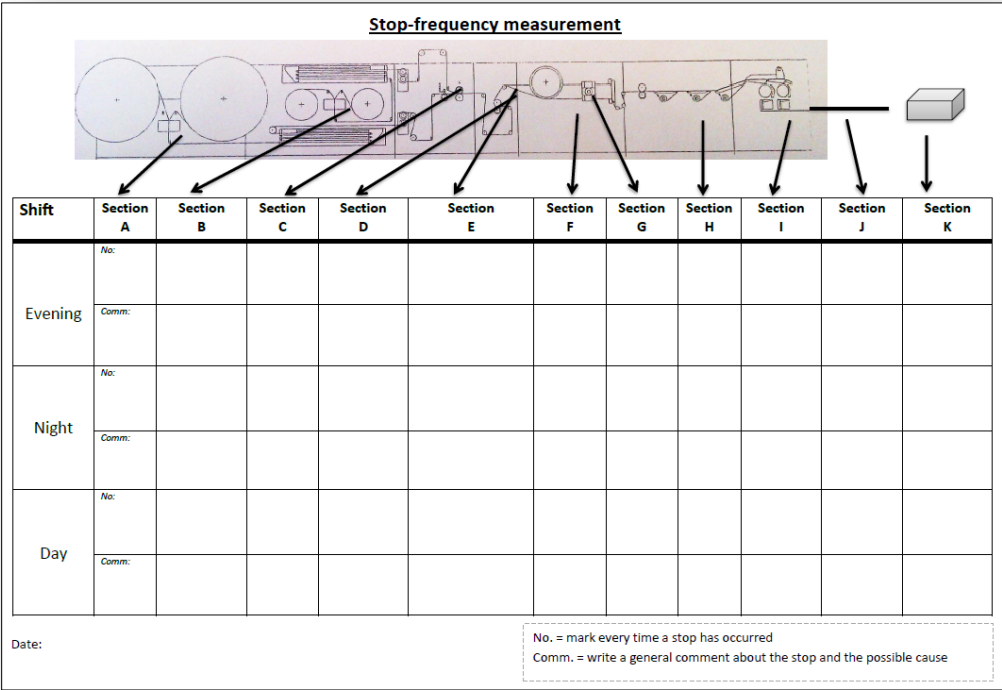 Stop-frequency measurement
Shift
Section A
Section B
Section C
Section D
Section E
Section F
Section G
Section H
Section I
Section J
Section K
Evening
No:
Comm:
Night
No:
Comm:
Day
No:
Comm:
Date:
No. = mark every time a stop has occurred
Comm. = write a general comment about the stop and the possible cause